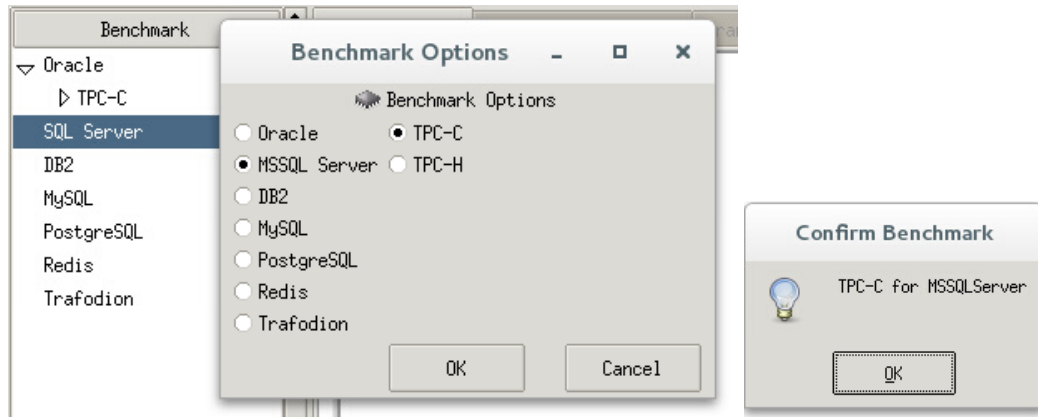 Benchmark
Oracle
TPC-C
SQL Server
DB2
MySQL
PostgreSQL
Redis
Trafodion
Benchmark Options
Benchmark Options
Oracle
TPC-C
MSSQL Server
TPC-H
DB2
MySQL
PostgreSQL
Redis
Trafodion
OK
Cancel
Confirm Benchmark
TPC-C for MSSQLServer
OK